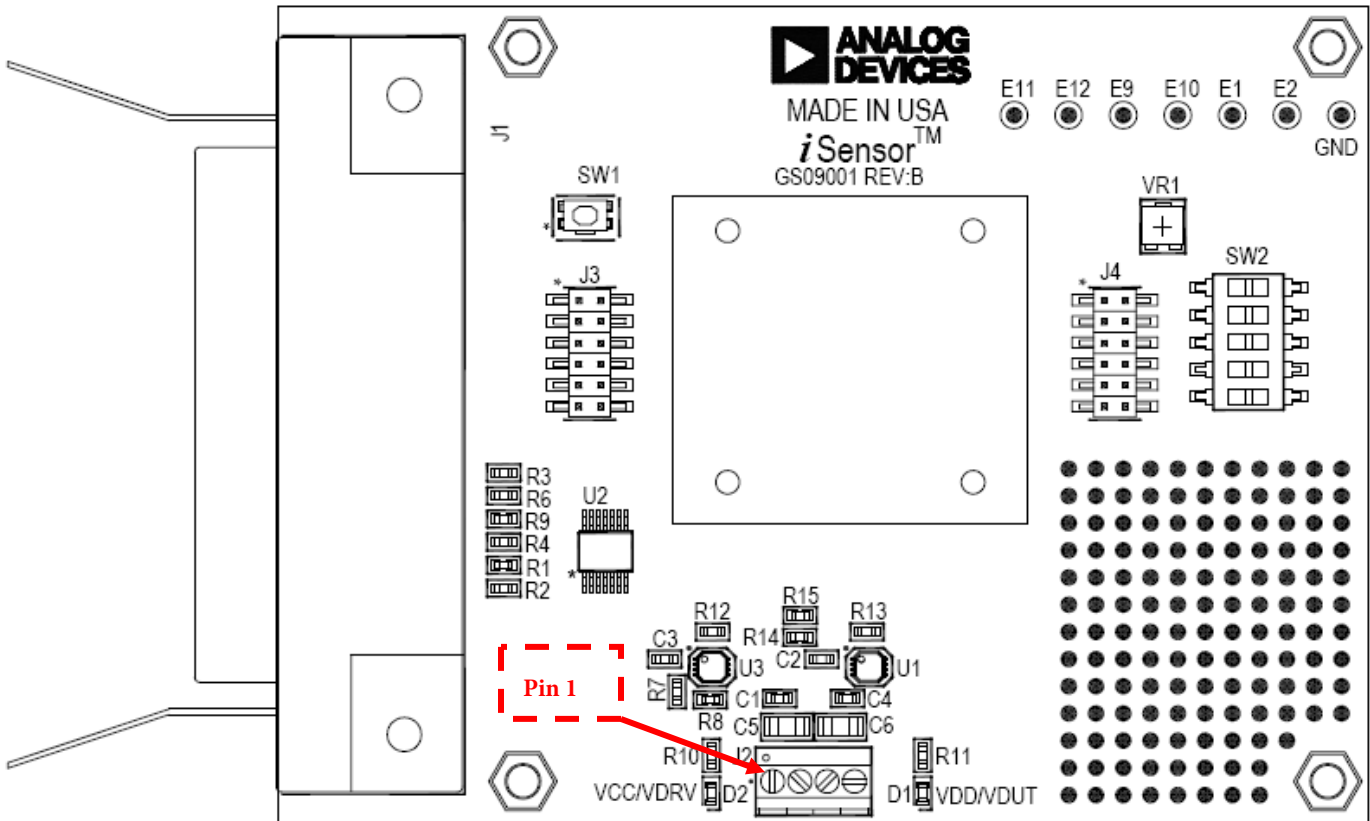 ANALOG
DEVICES
MADE IN USA
iSensor™
GS09001 REV:B
E11 E12 E9 E10 E1 E2
GND
J1
SW1
VR1
SW2
* J3
* J4
R3
R6
R9
R4
R1
R2
U2
*
R12
R15
R13
R14
C3
C2
U3
U1
R7
R8
C1
C4
C5
C6
Pin 1
R10
J2
R11
VCC/VDRV
D2
*
D1
VDD/VDUT